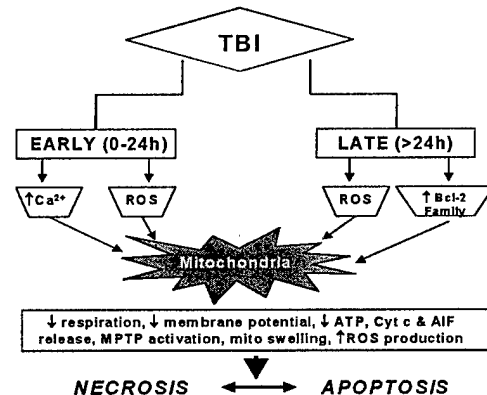 TBI
EARLY (0-24h)
LATE (>24h)
↑Ca²⁺
ROS
ROS
↑ Bcl-2
Family
Mitochondria
↓ respiration, ↓ membrane potential, ↓ ATP, Cyt c & AIF
release, MPTP activation, mito swelling, ↑ROS production
NECROSIS
APOPTOSIS